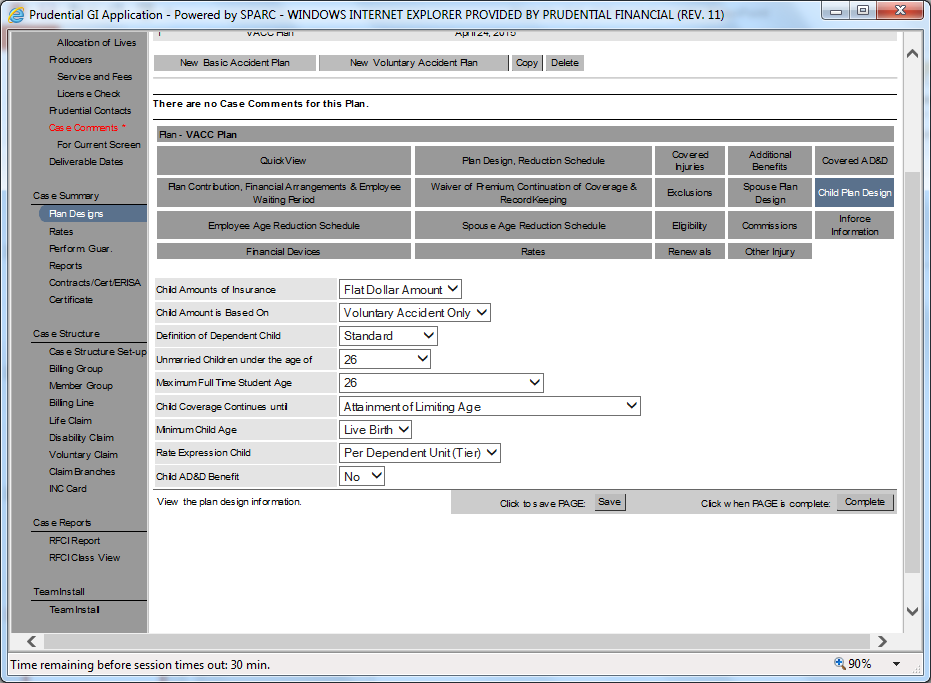 Prudential GI Application - Powered by SPARC - WINDOWS INTERNET EXPLORER PROVIDED BY PRUDENTIAL FINANCIAL (REV. 11)
Allocation of Lives
Producers
Service and Fees
License Check
Prudential Contacts
Case Comments *
For Current Screen
Deliverable Dates
Case Summary
Plan Designs
Rates
Perform Guar.
Reports
Contracts/Cert/ERISA
Certificate
Case Structure
Case Structure Set-up
Billing Group
Member Group
Billing Line
Life Claim
Disability Claim
Voluntary Claim
Claim Branches
INC Card
Case Reports
RFCI Report
RFCI Class View
TeamInstall
TeamInstall
1 VACC Plan April 24, 2015
New Basic Accident Plan New Voluntary Accident Plan Copy Delete
There are no Case Comments for this Plan.
Plan - VACC Plan
QuickView
Plan Design, Reduction Schedule
Covered
Injuries
Additional
Benefits
Covered AD&D
Plan Contribution, Financial Arrangements & Employee
Waiting Period
Waiver of Premium, Continuation of Coverage &
RecordKeeping
Exclusions
Spouse Plan
Design
Child Plan Design
Employee Age Reduction Schedule
Spouse Age Reduction Schedule
Eligibility
Commissions
Inforce
Information
Financial Devices
Rates
Renewals
Other Injury
Child Amounts of Insurance Flat Dollar Amount
Child Amount is Based On Voluntary Accident Only
Definition of Dependent Child Standard
Unmarried Children under the age of 26
Maximum Full Time Student Age 26
Child Coverage Continues until Attainment of Limiting Age
Minimum Child Age Live Birth
Rate Expression Child Per Dependent Unit (Tier)
Child AD&D Benefit No
View the plan design information. Click to save PAGE: Save Click when PAGE is complete: Complete
Time remaining before session times out: 30 min. 90%